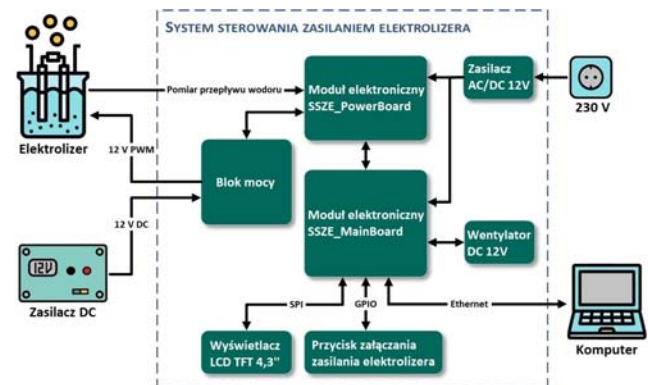 SYSTEM STEROWANIA ZASILANIEM ELEKTROLIZERA
Elektrolizer
Pomiar przepływu wodoru
Moduł elektroniczny
SSZE_PowerBoard
Zasilacz
AC/DC 12V
230 V
12 V PWM
Blok mocy
Moduł elektroniczny
SSZE_MainBoard
12 V DC
12V
Zasilacz DC
Wentylator
DC 12V
SPI
GPIO
Ethernet
Wyświetlacz
LCD TFT 4,3"
Przycisk załączania
zasilania elektrolizera
Komputer